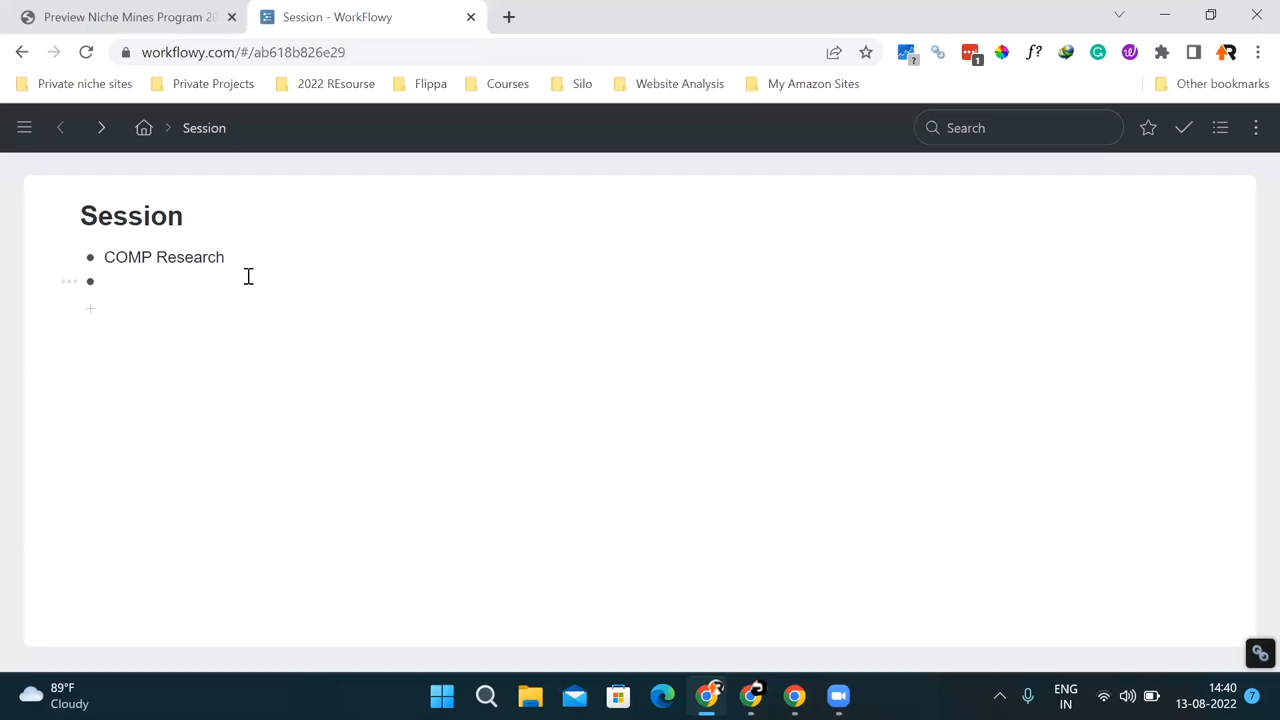 Preview Niche Mines Program 20
Session - WorkFlowy
workflowy.com/#/ab618b826e29
?
1
f?
Private niche sites
Private Projects
2022 REsourse
Flippa
Courses
Silo
Website Analysis
My Amazon Sites
Other bookmarks
Session
Search
Session
COMP Research
89°F
Cloudy
ENG
IN
14:40
13-08-2022
7